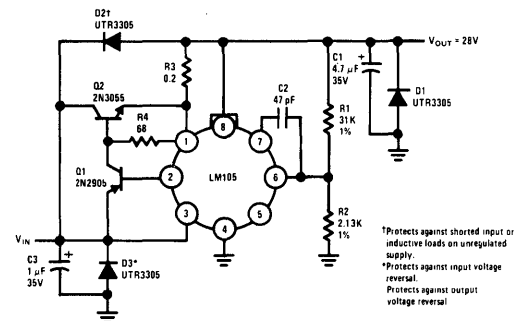 D2†
UTR3305
VOUT = 28V
R3
0.2
C1
4.7 µF
35V
+
D1
UTR3305
Q2
2N3055
R4
68
C2
47 pF
R1
31K
1%
1
8
7
2
LM105
6
3
4
5
Q1
2N2905
R2
2.13K
1%
VIN
C3
1 µF
35V
+
D3*
UTR3305
†Protects against shorted input or
inductive loads on unregulated
supply.
*Protects against input voltage
reversal.
Protects against output
voltage reversal